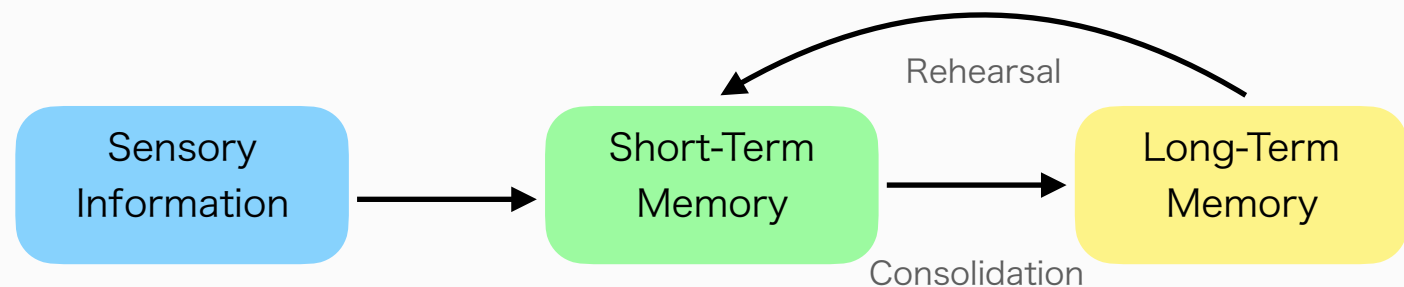 Rehearsal
Sensory
Information
Short-Term
Memory
Long-Term
Memory
Consolidation